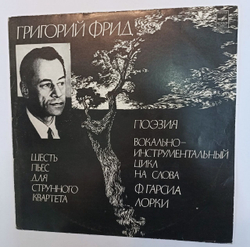 ГРИГОРИЙ ФРИД
ПОЭЗИЯ
ВОКАЛЬНО-
ИНСТРУМЕНТАЛЬНЫЙ
ЦИКЛ
НА СЛОВА
Ф. ГАРСИА
ЛОРКИ
ШЕСТЬ
ПЬЕС
ДЛЯ
СТРУННОГО
КВАРТЕТА